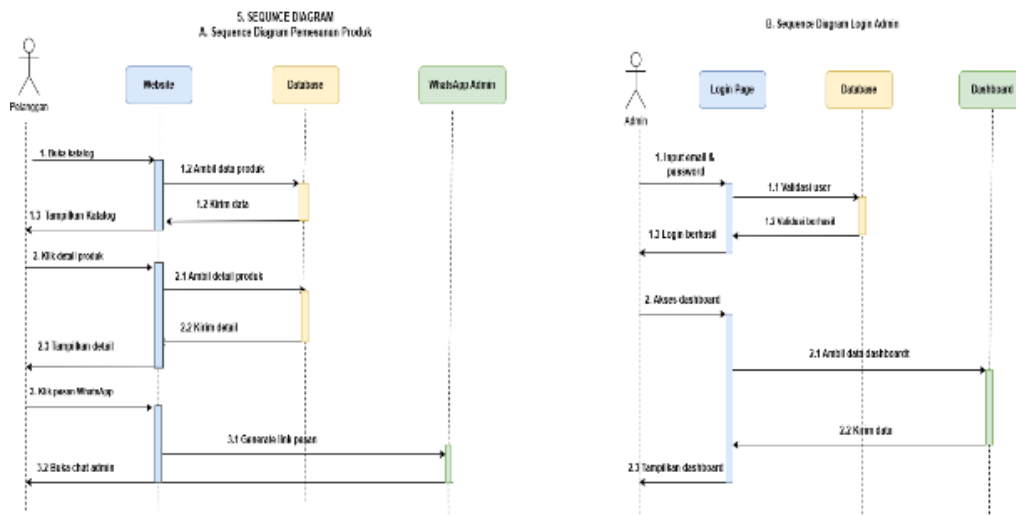 5. SEQUNCE DIAGRAM
A. Sequence Diagram Pemesanan Produk
Pelanggan
Website
Database
WhatsApp Admin
1. Buka katalog
1.2 Ambil data produk
1.2 Kirim data
1.3 Tampilkan Katalog
2. Klik detail produk
2.1 Ambil detail produk
2.2 Kirim detail
2.3 Tampilkan detail
3. Klik pesan WhatsApp
3.1 Generate link pesan
3.2 Buka chat admin
B. Sequence Diagram Login Admin
Admin
Login Page
Database
Dashboard
1. Input email &
password
1.1 Validasi user
1.2 Validasi berhasil
1.3 Login berhasil
2. Akses dashboard
2.1 Ambil data dashboardt
2.2 Kirim data
2.3 Tampilkan dashboard